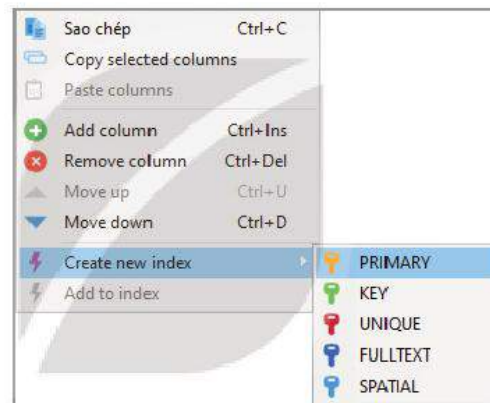 Sao chép Ctrl+C
Copy selected columns
Paste columns
Add column Ctrl+Ins
Remove column Ctrl+Del
Move up Ctrl+U
Move down Ctrl+D
Create new index
Add to index
PRIMARY
KEY
UNIQUE
FULLTEXT
SPATIAL